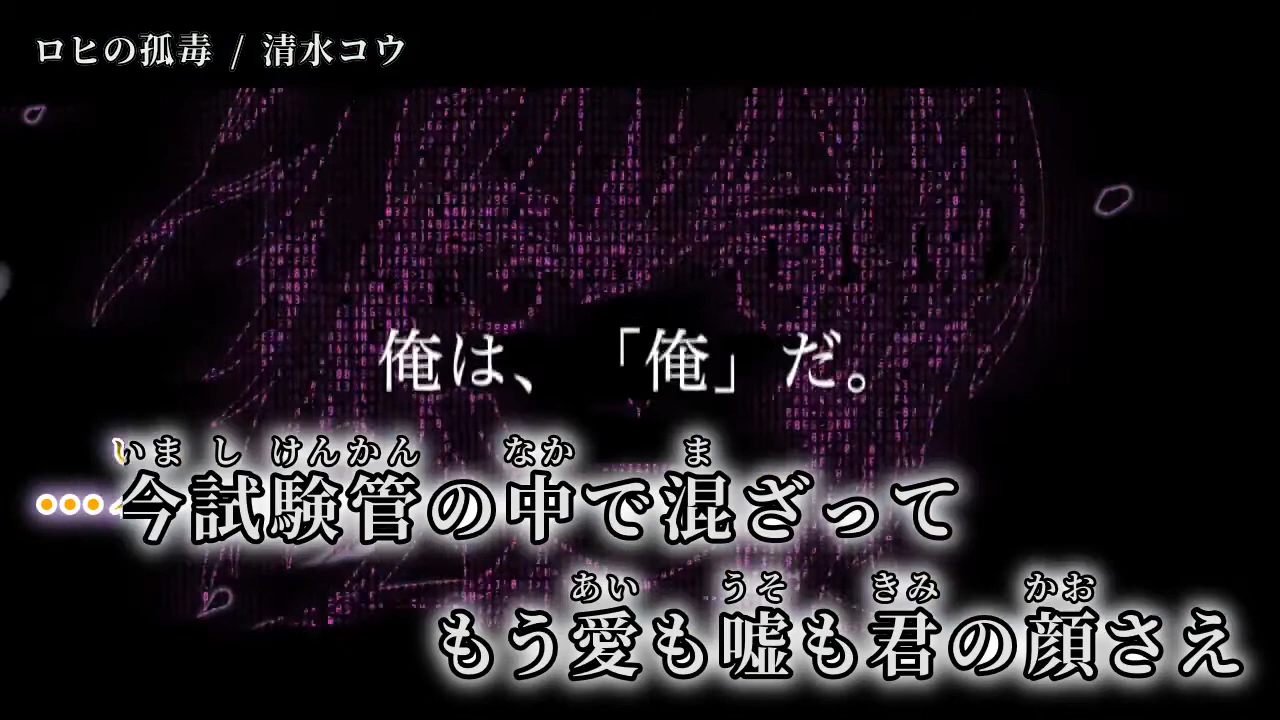 ロヒの孤毒 / 清水コウ
俺は、「俺」だ。
いま し けんかん なか ま
…今試験管の中で混ざって
あい うそ きみ かお
もう愛も嘘も君の顔さえ